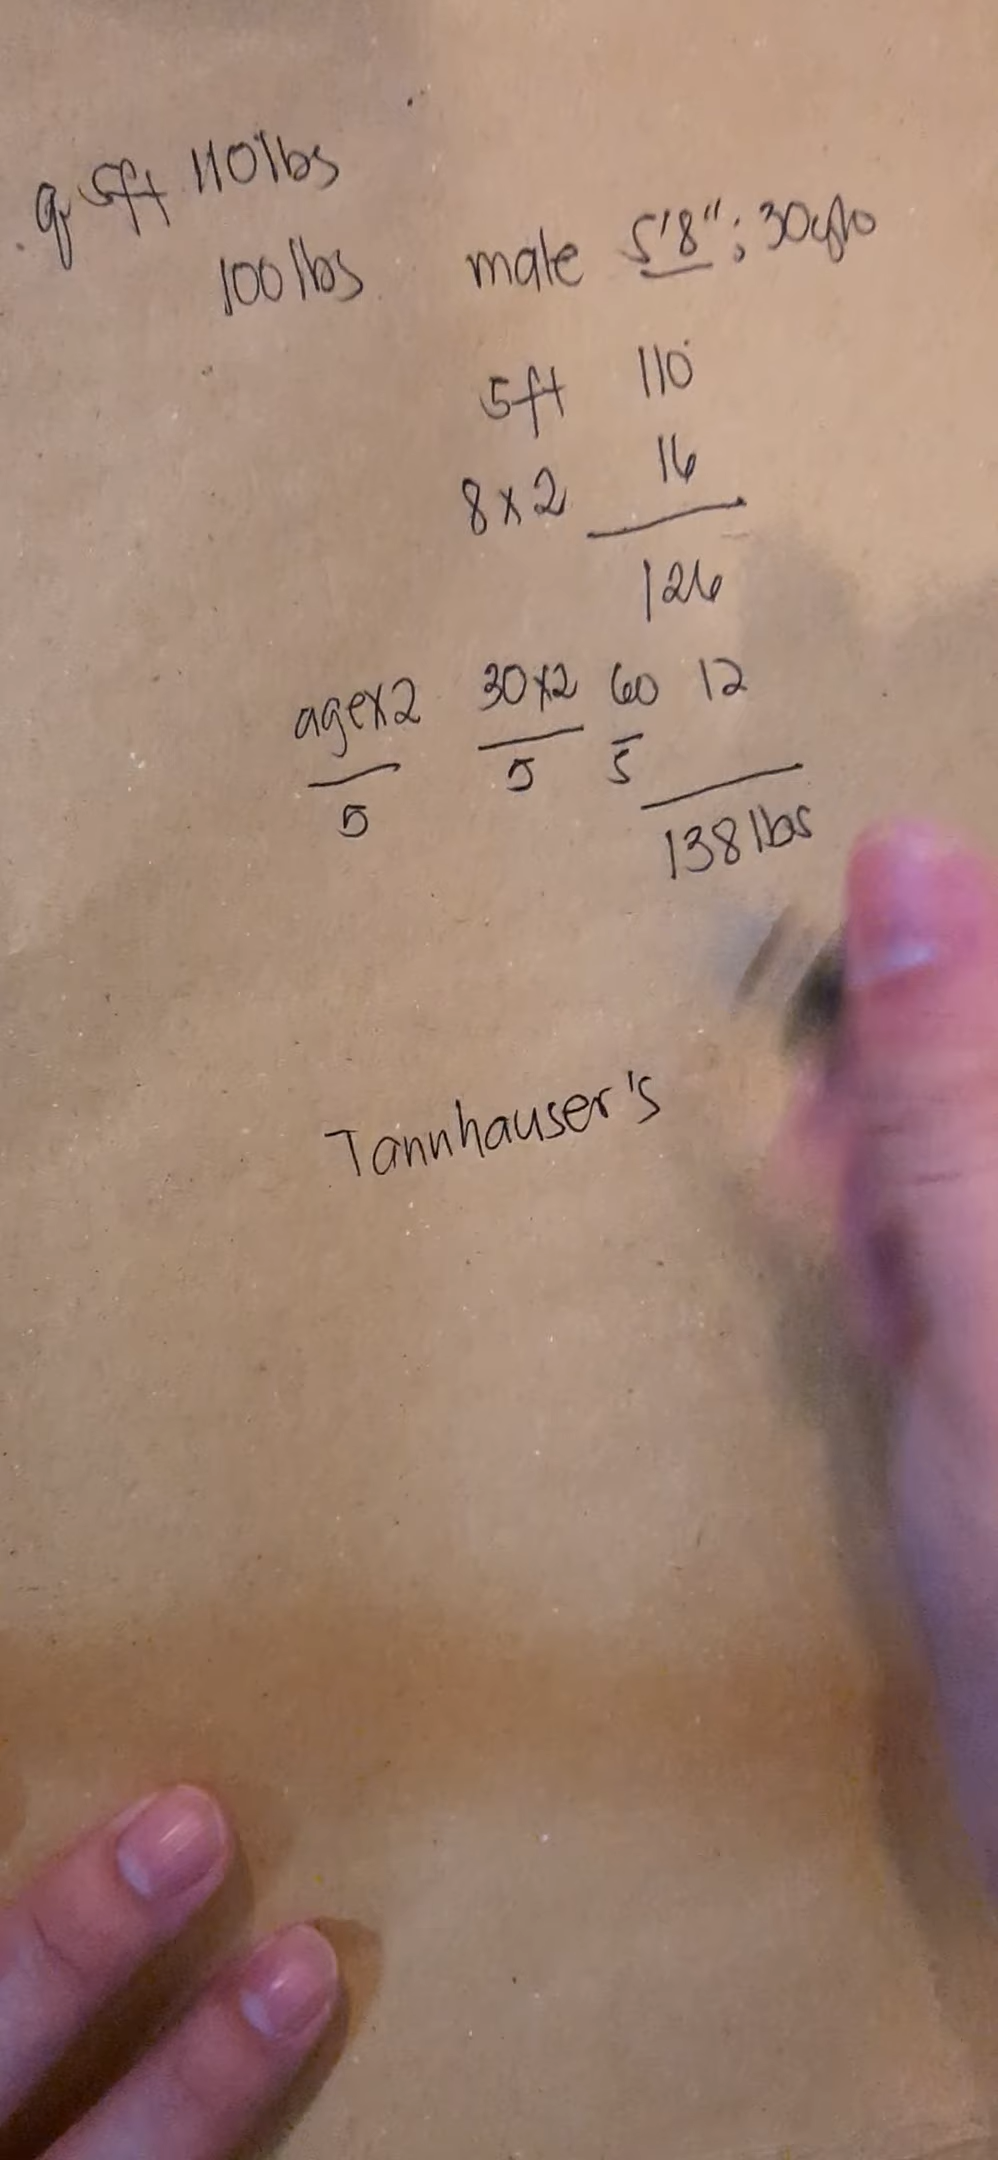 5ft 110lbs
100lbs
male 5'8"; 30y/o
5ft 110
8x2 16
126
agex2 30x2 60 12
5 5 5
138lbs
Tannhauser's